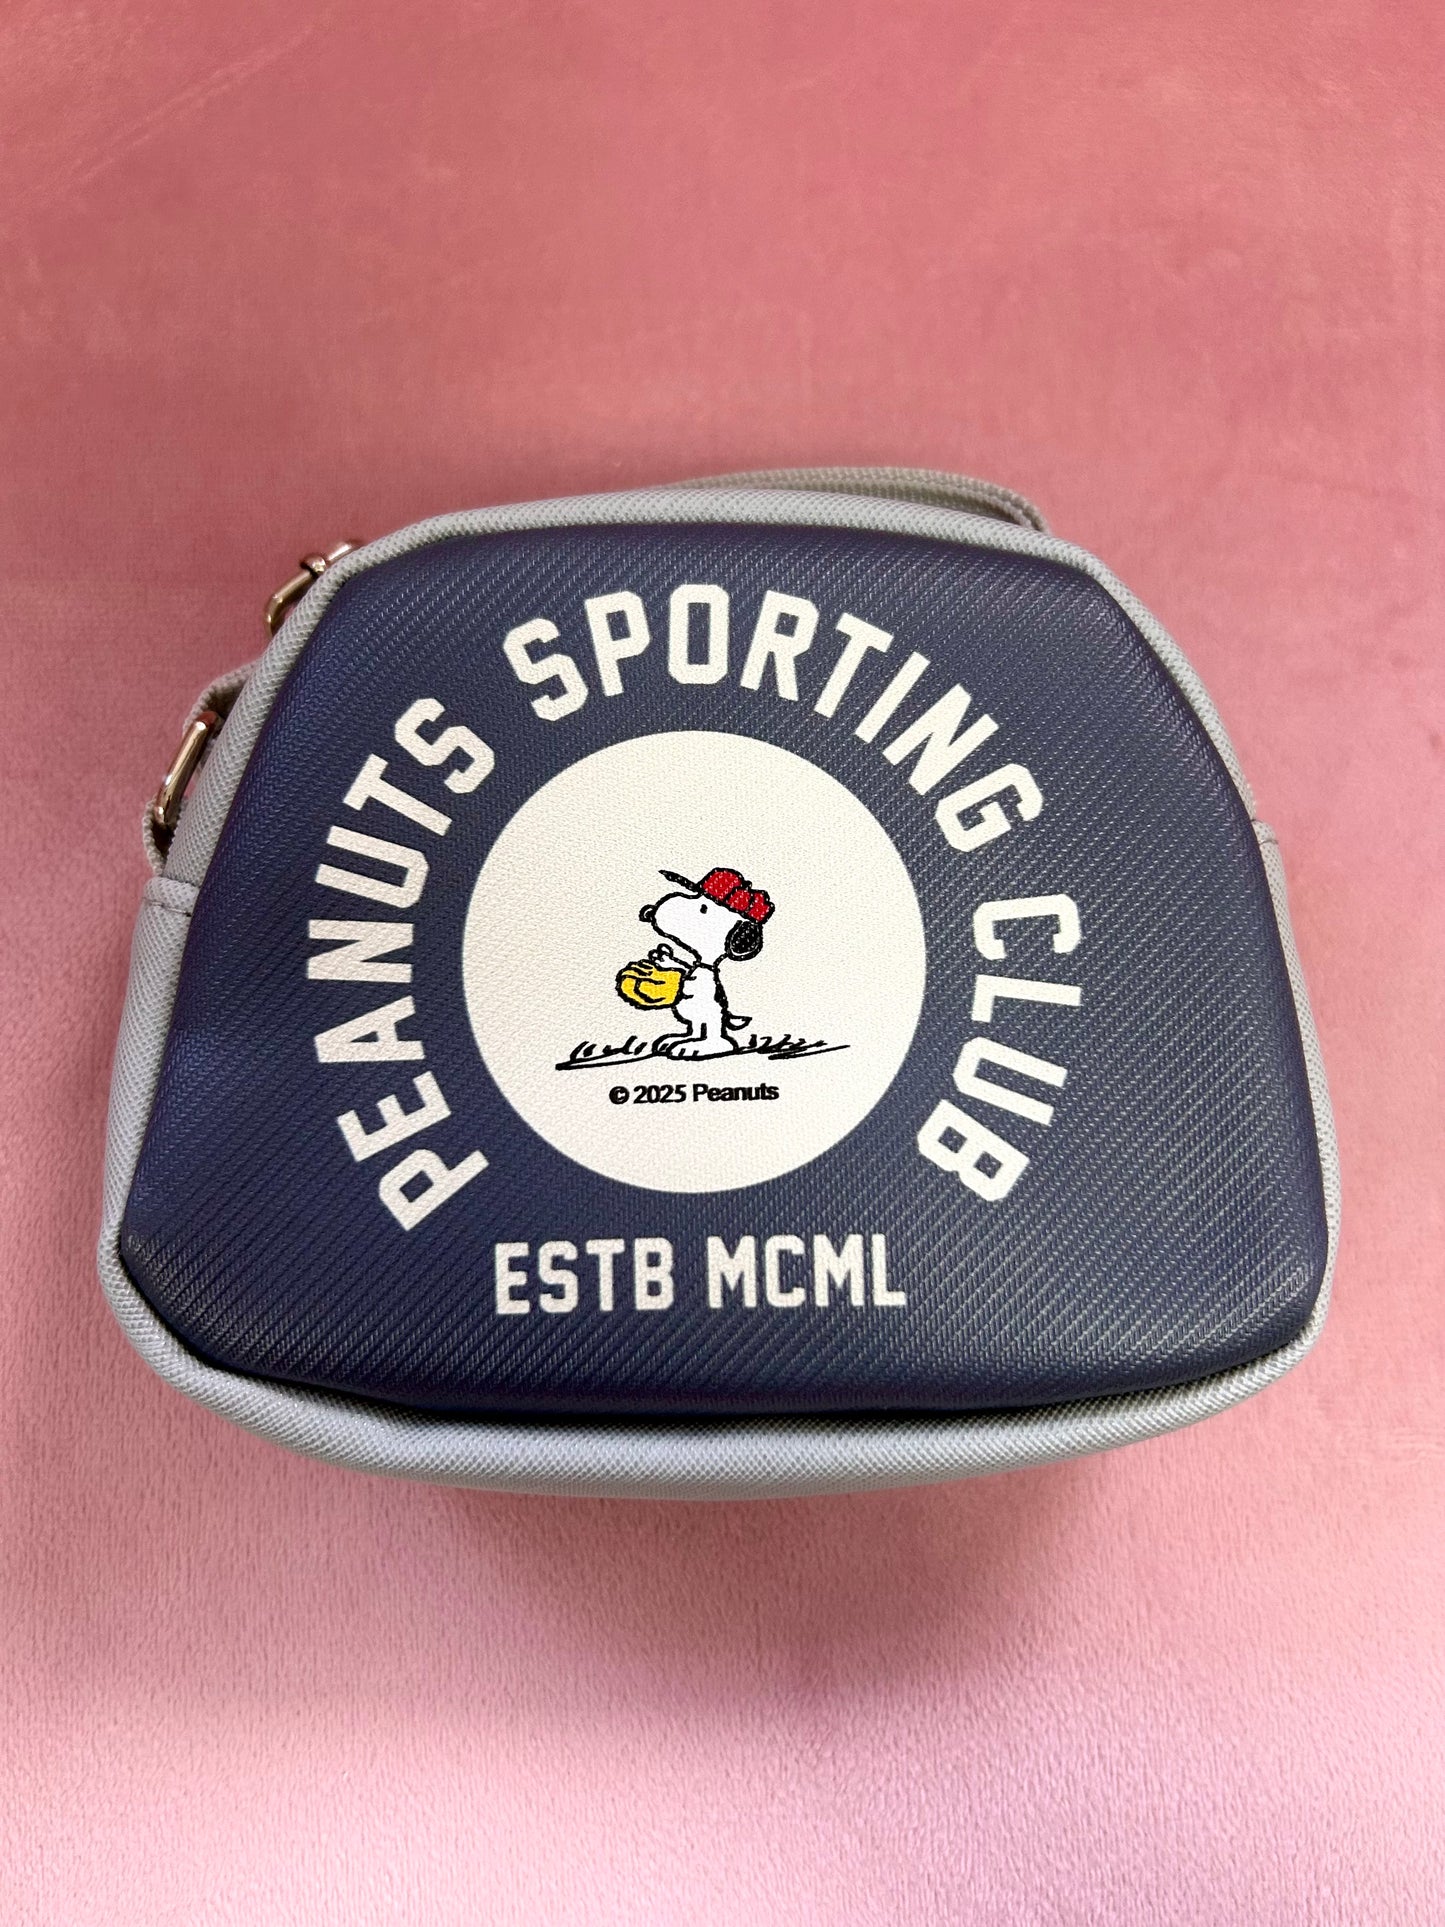 PEANUTS SPORTING CLUB
© 2025 Peanuts
ESTB MCML